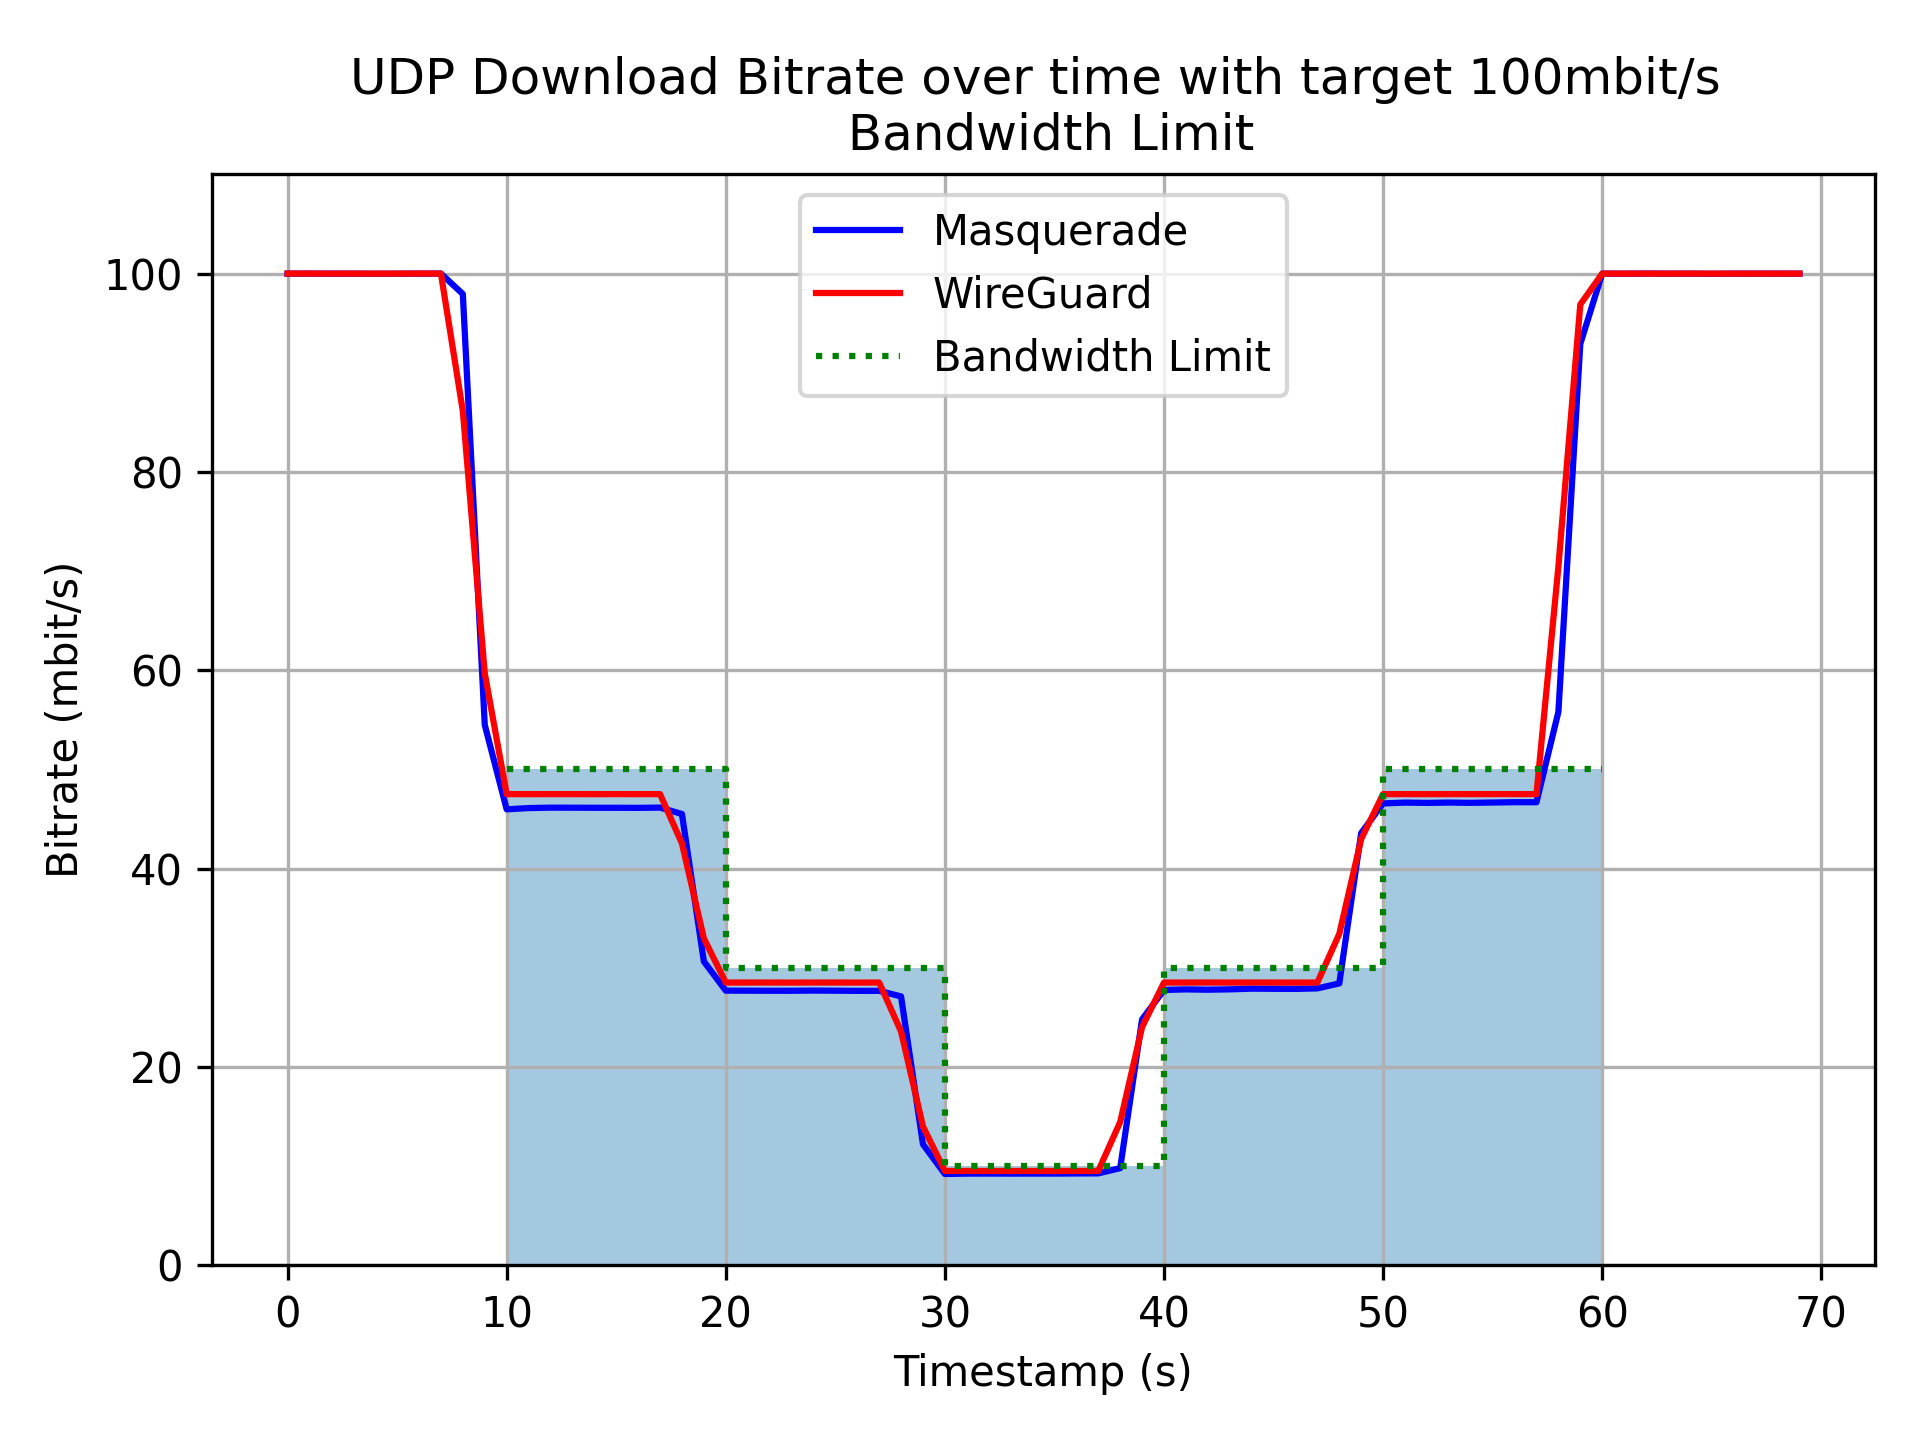 UDP Download Bitrate over time with target 100mbit/s
Bandwidth Limit
Masquerade
WireGuard
Bandwidth Limit
100
80
60
40
20
0
Bitrate (mbit/s)
0 10 20 30 40 50 60 70
Timestamp (s)